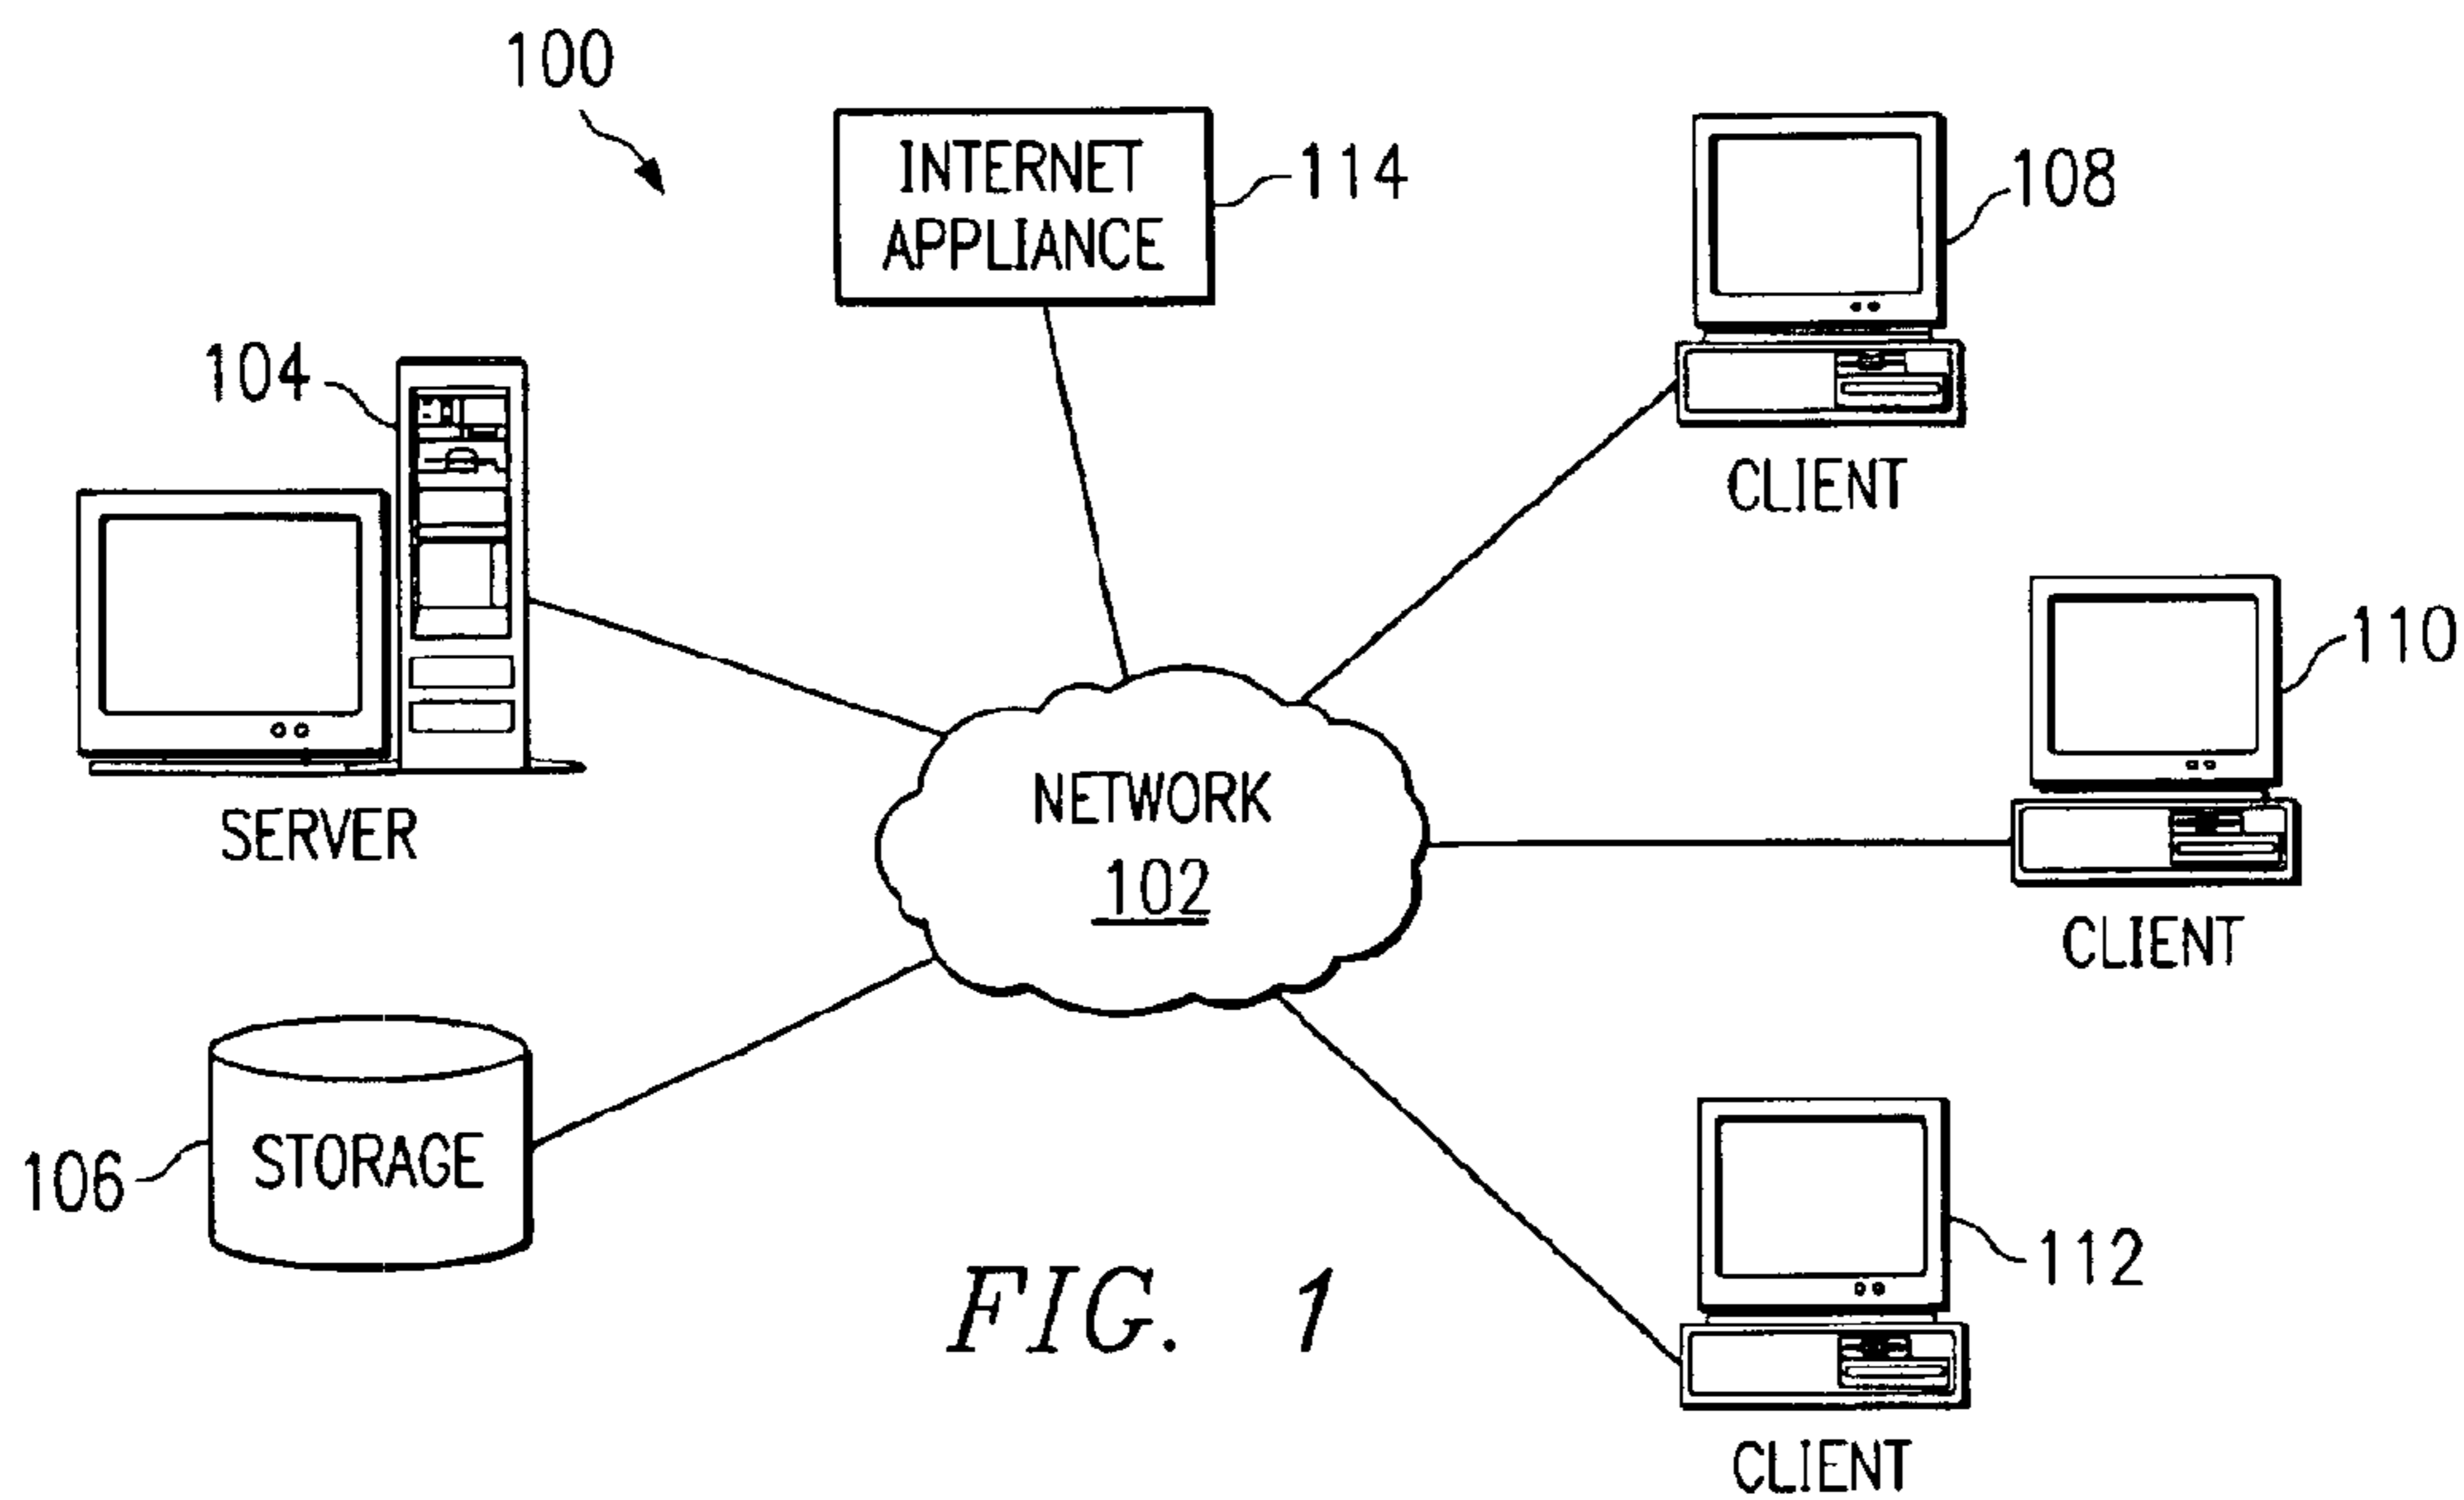 100
INTERNET
APPLIANCE
114
108
CLIENT
104
SERVER
110
CLIENT
NETWORK
102
STORAGE
106
112
CLIENT
FIG. 1